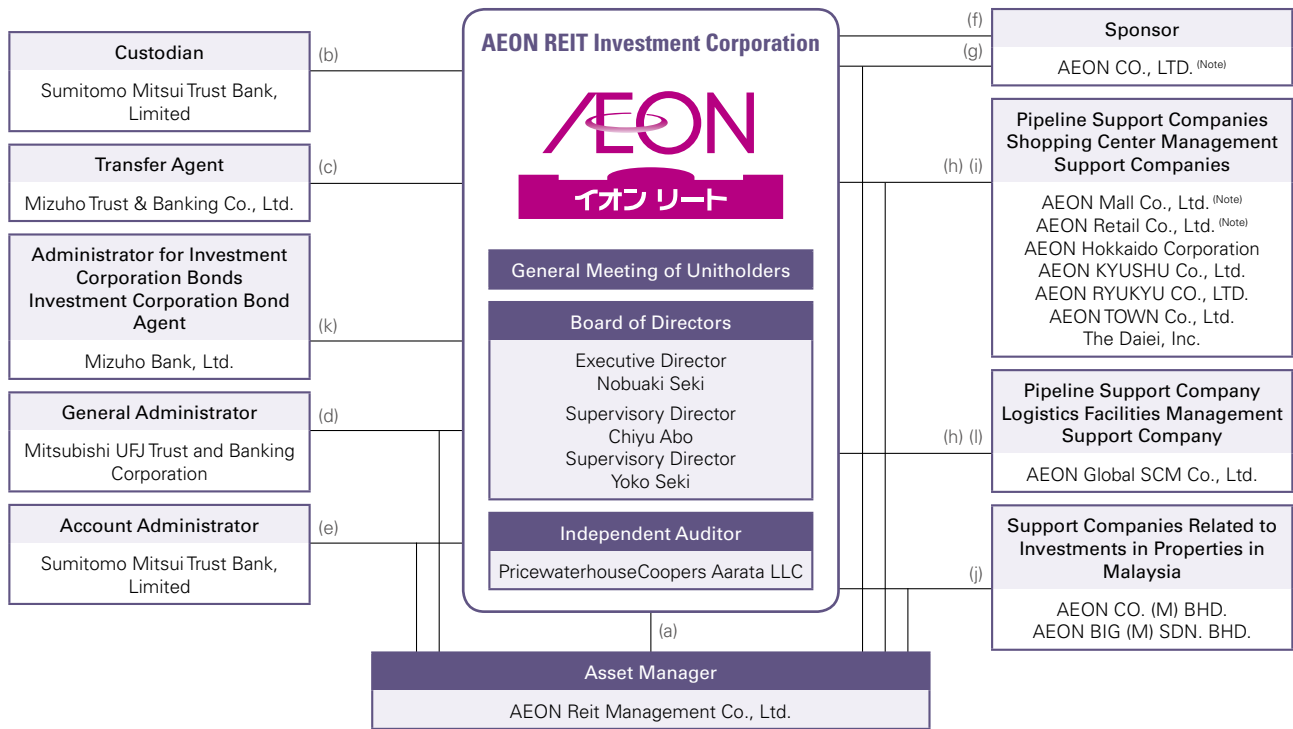 Custodian
(b)
Sumitomo Mitsui Trust Bank,
Limited
Transfer Agent
(c)
Mizuho Trust & Banking Co., Ltd.
Administrator for Investment
Corporation Bonds
Investment Corporation Bond
Agent
(k)
Mizuho Bank, Ltd.
General Administrator
(d)
Mitsubishi UFJ Trust and Banking
Corporation
Account Administrator
(e)
Sumitomo Mitsui Trust Bank,
Limited
AEON REIT Investment Corporation
ÆON
イオン リート
General Meeting of Unitholders
Board of Directors
Executive Director
Nobuaki Seki
Supervisory Director
Chiyu Abo
Supervisory Director
Yoko Seki
Independent Auditor
PricewaterhouseCoopers Aarata LLC
(a)
Asset Manager
AEON Reit Management Co., Ltd.
(f)
(g)
Sponsor
AEON CO., LTD. (Note)
Pipeline Support Companies
Shopping Center Management
Support Companies
(h) (i)
AEON Mall Co., Ltd. (Note)
AEON Retail Co., Ltd. (Note)
AEON Hokkaido Corporation
AEON KYUSHU Co., Ltd.
AEON RYUKYU CO., LTD.
AEON TOWN Co., Ltd.
The Daiei, Inc.
Pipeline Support Company
Logistics Facilities Management
Support Company
(h) (l)
AEON Global SCM Co., Ltd.
Support Companies Related to
Investments in Properties in
Malaysia
(j)
AEON CO. (M) BHD.
AEON BIG (M) SDN. BHD.